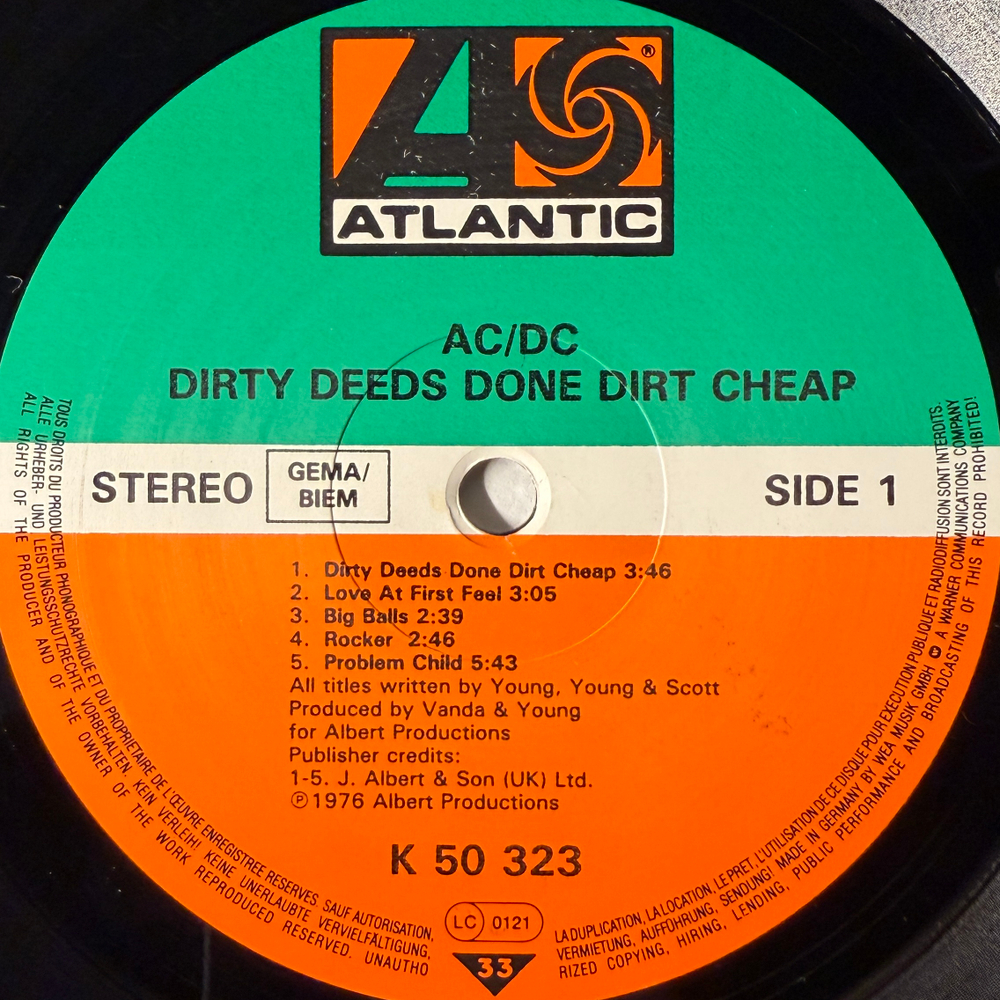 ®
ATLANTIC
AC/DC
DIRTY DEEDS DONE DIRT CHEAP
STEREO
GEMA/
BIEM
SIDE 1
1. Dirty Deeds Done Dirt Cheap 3:46
2. Love At First Feel 3:05
3. Big Balls 2:39
4. Rocker 2:46
5. Problem Child 5:43
All titles written by Young, Young & Scott
Produced by Vanda & Young
for Albert Productions
Publisher credits:
1-5. J. Albert & Son (UK) Ltd.
℗ 1976 Albert Productions
K 50 323
LC 0121
33
TOUS DROITS DU PRODUCTEUR PHONOGRAPHIQUE ET DU PROPRIETAIRE DE L'ŒUVRE ENREGISTREE RESERVES. SAUF AUTORISATION, LA DUPLICATION, LA LOCATION, LE PRET, L'UTILISATION DE CE DISQUE POUR EXECUTION PUBLIQUE ET RADIODIFFUSION SONT INTERDITS.
ALLE URHEBER- UND LEISTUNGSSCHUTZRECHTE VORBEHALTEN. KEIN VERLEIH! KEINE UNERLAUBTE VERVIELFÄLTIGUNG, VERMIETUNG, AUFFÜHRUNG, SENDUNG! MADE IN GERMANY BY WEA MUSIK GMBH A WARNER COMMUNICATIONS COMPANY
ALL RIGHTS OF THE PRODUCER AND OF THE OWNER OF THE WORK REPRODUCED RESERVED. UNAUTHORIZED COPYING, HIRING, LENDING, PUBLIC PERFORMANCE AND BROADCASTING OF THIS RECORD PROHIBITED!